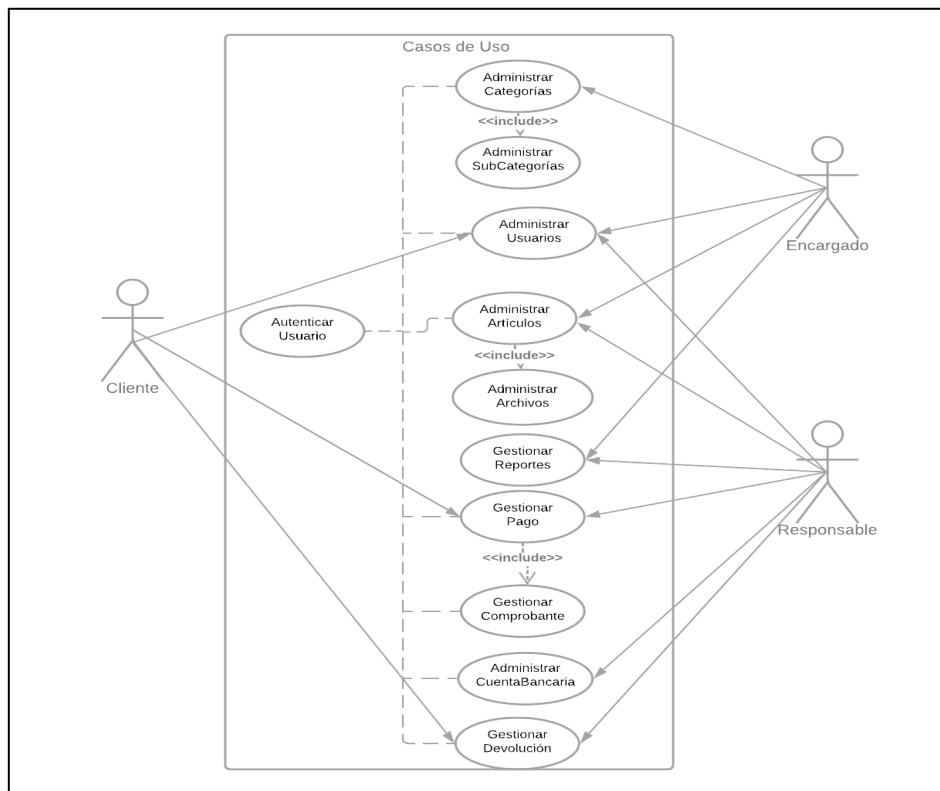 Casos de Uso
Administrar
Categorías
<<include>>
Administrar
SubCategorías
Administrar
Usuarios
Encargado
Autenticar
Usuario
Administrar
Artículos
<<include>>
Cliente
Administrar
Archivos
Gestionar
Reportes
Gestionar
Pago
Responsable
<<include>>
Gestionar
Comprobante
Administrar
CuentaBancaria
Gestionar
Devolución